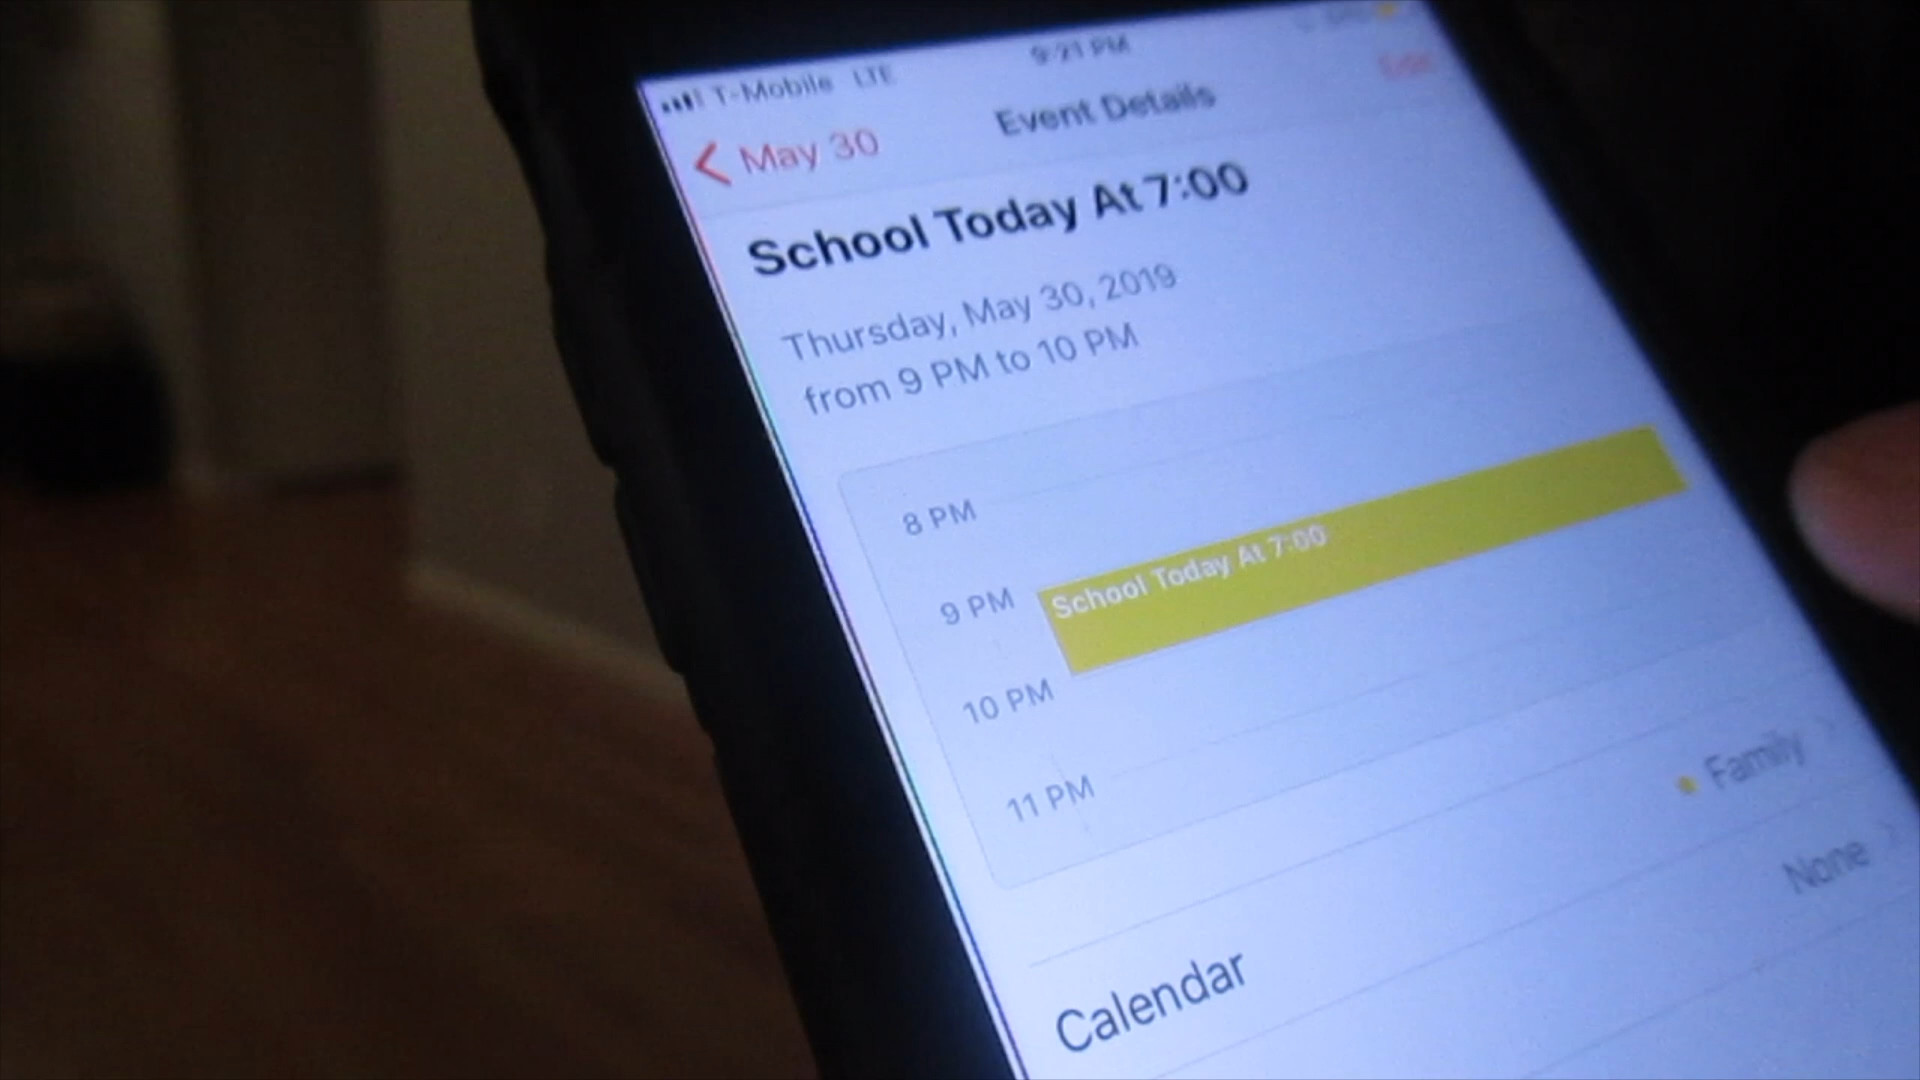 T-Mobile LTE
9:21 PM
May 30
Event Details
Edit
School Today At 7:00
Thursday, May 30, 2019
from 9 PM to 10 PM
8 PM
9 PM
School Today At 7:00
10 PM
11 PM
Family
None
Calendar